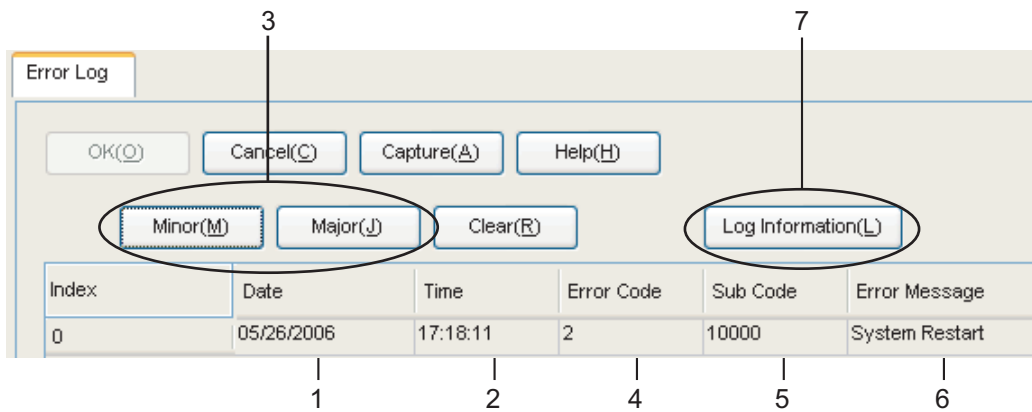 3 7
Error Log
OK(O) Cancel(C) Capture(A) Help(H)
Minor(M) Major(J) Clear(R) Log Information(L)
Index Date Time Error Code Sub Code Error Message
0 05/26/2006 17:18:11 2 10000 System Restart
1 2 4 5 6